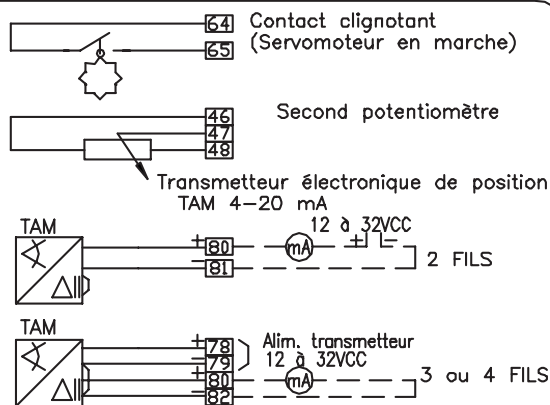 64 Contact clignotant
65 (Servomoteur en marche)
46 Second potentiomètre
47
48
Transmetteur électronique de position
TAM 4-20 mA
TAM
12 à 32VCC
+ 80 mA + -
- 81 2 FILS
TAM
+ 78 Alim. transmetteur
- 79 12 à 32VCC
+ 80 mA 3 ou 4 FILS
- 82